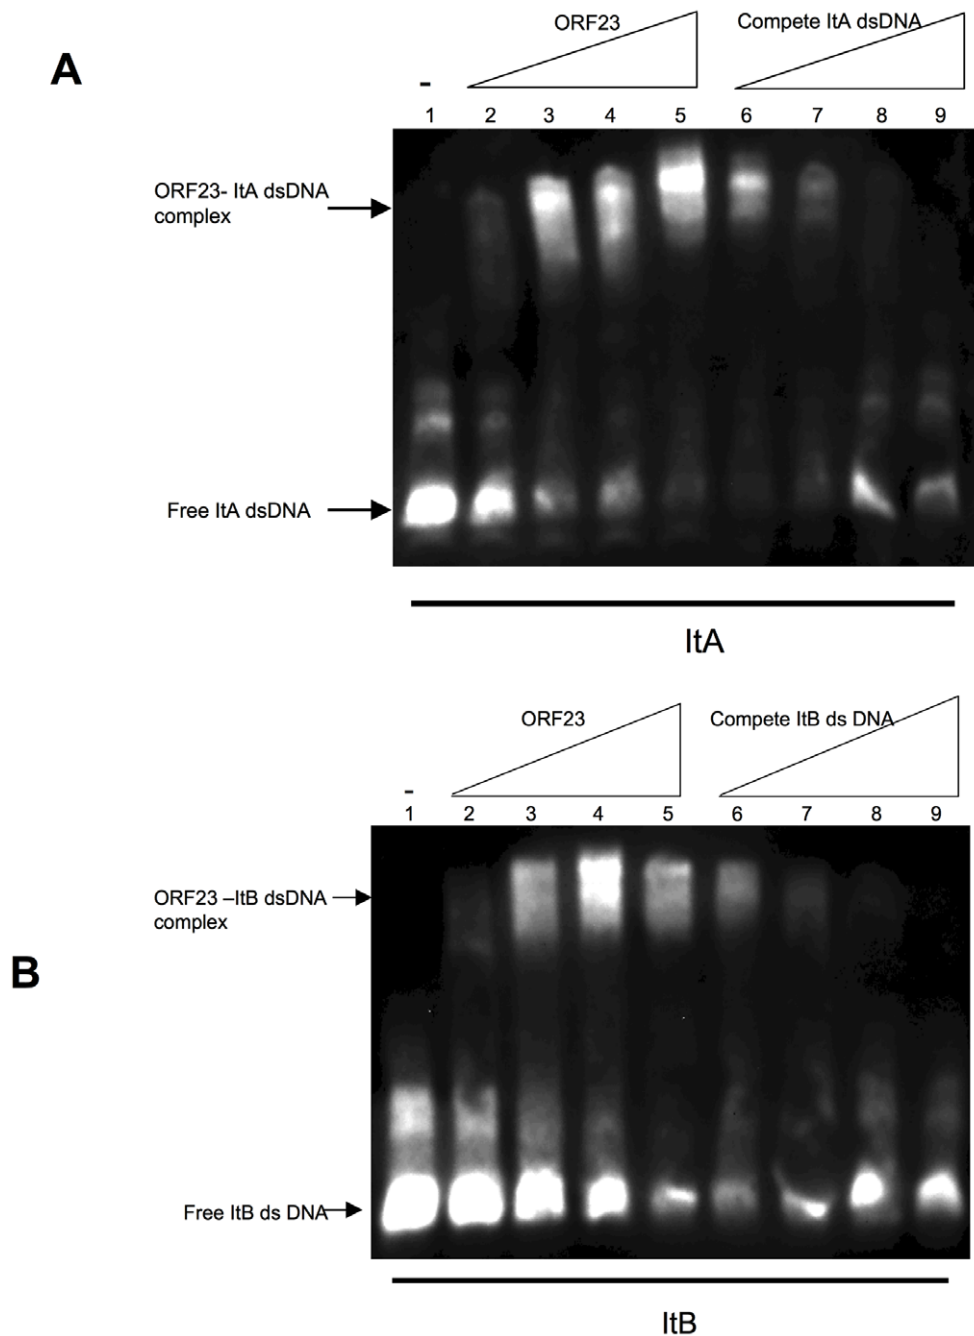 A
ORF23
Compete ItA dsDNA
-
1 2 3 4 5 6 7 8 9
ORF23- ItA dsDNA
complex
Free ItA dsDNA
ItA
B
ORF23
Compete ItB ds DNA
-
1 2 3 4 5 6 7 8 9
ORF23 –ItB dsDNA
complex
Free ItB ds DNA
ItB